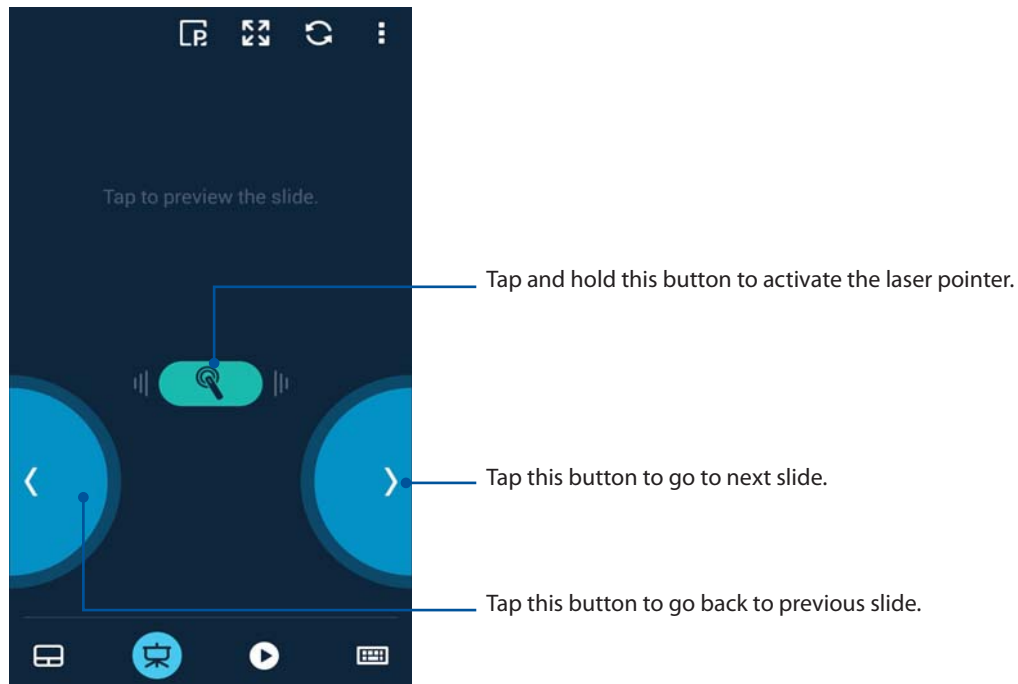 Tap to preview the slide.
Tap and hold this button to activate the laser pointer.
Tap this button to go to next slide.
Tap this button to go back to previous slide.